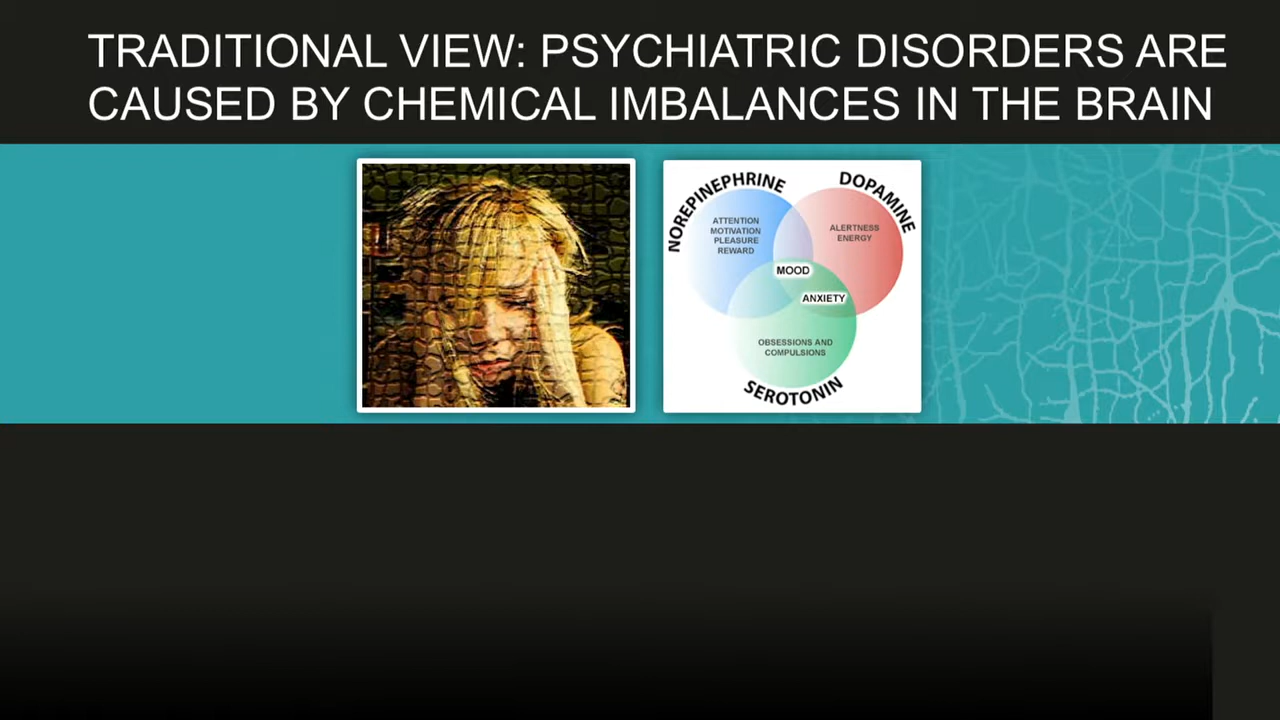 TRADITIONAL VIEW: PSYCHIATRIC DISORDERS ARE
CAUSED BY CHEMICAL IMBALANCES IN THE BRAIN
NOREPINEPHRINE
DOPAMINE
ATTENTION
MOTIVATION
PLEASURE
REWARD
ALERTNESS
ENERGY
MOOD
ANXIETY
OBSESSIONS AND
COMPULSIONS
SEROTONIN